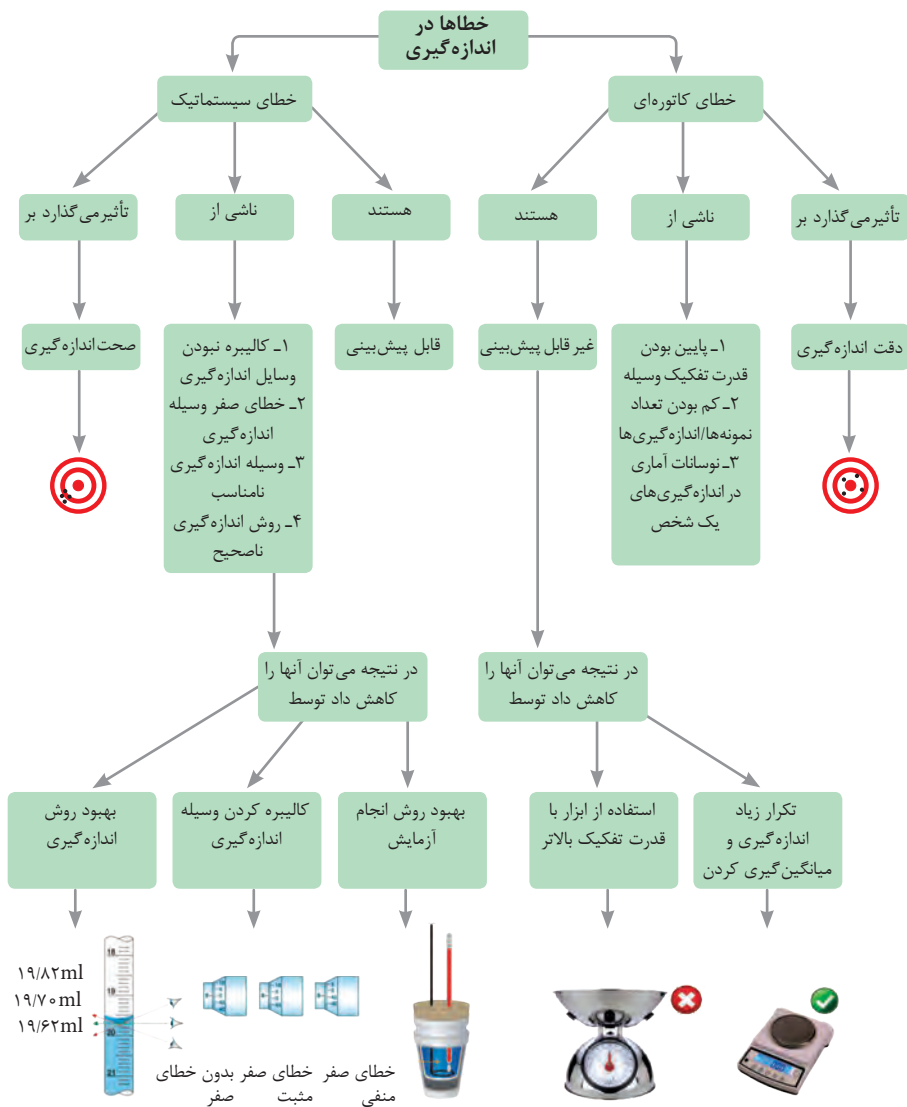 خطاها در
اندازه‌گیری
خطای کاتوره‌ای
خطای سیستماتیک
تأثیرمی‌گذارد بر
ناشی از
هستند
هستند
ناشی از
تأثیرمی‌گذارد بر
دقت اندازه‌گیری
۱ـ پایین بودن
قدرت تفکیک وسیله
۲ـ کم بودن تعداد
نمونه‌ها/اندازه‌گیری‌ها
۳ـ نوسانات آماری
در اندازه‌گیری‌های
یک شخص
غیر قابل پیش‌بینی
قابل پیش‌بینی
۱ـ کالیبره نبودن
وسایل اندازه‌گیری
۲ـ خطای صفر وسیله
اندازه‌گیری
۳ـ وسیله اندازه‌گیری
نامناسب
۴ـ روش اندازه‌گیری
ناصحیح
صحت اندازه‌گیری
در نتیجه می‌توان آنها را
کاهش داد توسط
در نتیجه می‌توان آنها را
کاهش داد توسط
تکرار زیاد
اندازه‌گیری و
میانگین‌گیری کردن
استفاده از ابزار با
قدرت تفکیک بالاتر
بهبود روش انجام
آزمایش
کالیبره کردن وسیله
اندازه‌گیری
بهبود روش
اندازه‌گیری
خطای صفر
منفی
خطای صفر
مثبت
بدون خطای
صفر
18
19
20
21
۱۹/۸۲ml
۱۹/۷۰ml
۱۹/۶۲ml